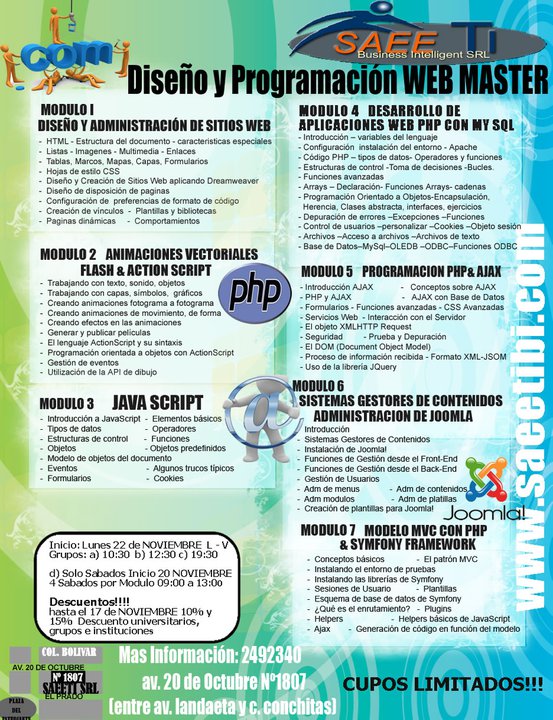 .com
SAEE Ti
Business Intelligent SRL
Diseño y Programación WEB MASTER
MODULO I
DISEÑO Y ADMINISTRACIÓN DE SITIOS WEB
- HTML - Estructura del documento - caracteristicas especiales
- Listas - Imagenes - Multimedia - Enlaces
- Tablas, Marcos, Mapas, Capas, Formularios
- Hojas de estilo CSS
- Diseño y Creación de Sitios Web aplicando Dreamweaver
- Diseño de disposición de paginas
- Configuración de preferencias de formato de código
- Creación de vínculos - Plantillas y bibliotecas
- Paginas dinámicas - Comportamientos
MODULO 2 ANIMACIONES VECTORIALES
FLASH & ACTION SCRIPT
- Trabajando con texto, sonido, objetos
- Trabajando con capas, símbolos, gráficos
- Creando animaciones fotograma a fotograma
- Creando animaciones de movimiento, de forma
- Creando efectos en las animaciones
- Generar y publicar películas
- El lenguaje ActionScript y su sintaxis
- Programación orientada a objetos con ActionScript
- Gestión de eventos
- Utilización de la API de dibujo
php
MODULO 3 JAVA SCRIPT
- Introducción a JavaScript - Elementos básicos
- Tipos de datos - Operadores
- Estructuras de control - Funciones
- Objetos - Objetos predefinidos
- Modelo de objetos del documento
- Eventos - Algunos trucos típicos
- Formularios - Cookies
@
MODULO 4 DESARROLLO DE
APLICACIONES WEB PHP CON MY SQL
- Introducción – variables del lenguaje
- Configuración instalación del entorno - Apache
- Código PHP – tipos de datos- Operadores y funciones
- Estructuras de control -Toma de decisiones. -Bucles.
- Funciones avanzadas
- Arrays – Declaración- Funciones Arrays- cadenas
- Programación Orientado a Objetos-Encapsulación,
Herencia, Clases abstracta, interfaces, ejercicios
- Depuración de errores –Excepciones –Funciones
- Control de usuarios –personalizar –Cookies –Objeto sesión
- Archivos –Acceso a archivos –Archivos de texto
- Base de Datos–MySql–OLEDB –ODBC–Funciones ODBC
MODULO 5 PROGRAMACION PHP& AJAX
- Introducción AJAX - Conceptos sobre AJAX
- PHP y AJAX - AJAX con Base de Datos
- Formularios - Funciones avanzadas - CSS Avanzadas
- Servicios Web - Interacción con el Servidor
- El objeto XMLHTTP Request
- Seguridad - Prueba y Depuración
- El DOM (Document Object Model)
- Proceso de información recibida - Formato XML-JSOM
- Uso de la libreria JQuery
MODULO 6
SISTEMAS GESTORES DE CONTENIDOS
ADMINISTRACION DE JOOMLA
- Introducción
- Sistemas Gestores de Contenidos
- Instalación de Joomla!
- Funciones de Gestión desde el Front-End
- Funciones de Gestión desde el Back-End
- Gestión de Usuarios
- Adm de menus - Adm de contenidos
- Adm modulos - Adm de platillas
- Creación de plantillas para Joomla!
Joomla!
MODULO 7 MODELO MVC CON PHP
& SYMFONY FRAMEWORK
- Conceptos básicos - El patrón MVC
- Instalando el entorno de pruebas
- Instalando las librerías de Symfony
- Sesiones de Usuario - Plantillas
- Esquema de base de datos de Symfony
- ¿Qué es el enrutamiento? - Plugins
- Helpers - Helpers básicos de JavaScript
- Ajax - Generación de código en función del modelo
www.saeetibi.com
Inicio: Lunes 22 de NOVIEMBRE L - V
Grupos: a) 10:30 b) 12:30 c) 19:30
d) Solo Sabados Inicio 20 NOVIEMBRE
4 Sabados por Modulo 09:00 a 13:00
Descuentos!!!!
hasta el 17 de NOVIEMBRE 10% y
15% Descuento universitarios,
grupos e instituciones
COL. BOLIVAR
AV. 20 DE OCTUBRE
Nº 1807
SAEETI SRL
EL PRADO
PLAZA
DEL
ESTUDIANTE
Mas Información: 2492340
av. 20 de Octubre Nº1807
(entre av. landaeta y c. conchitas)
CUPOS LIMITADOS!!!